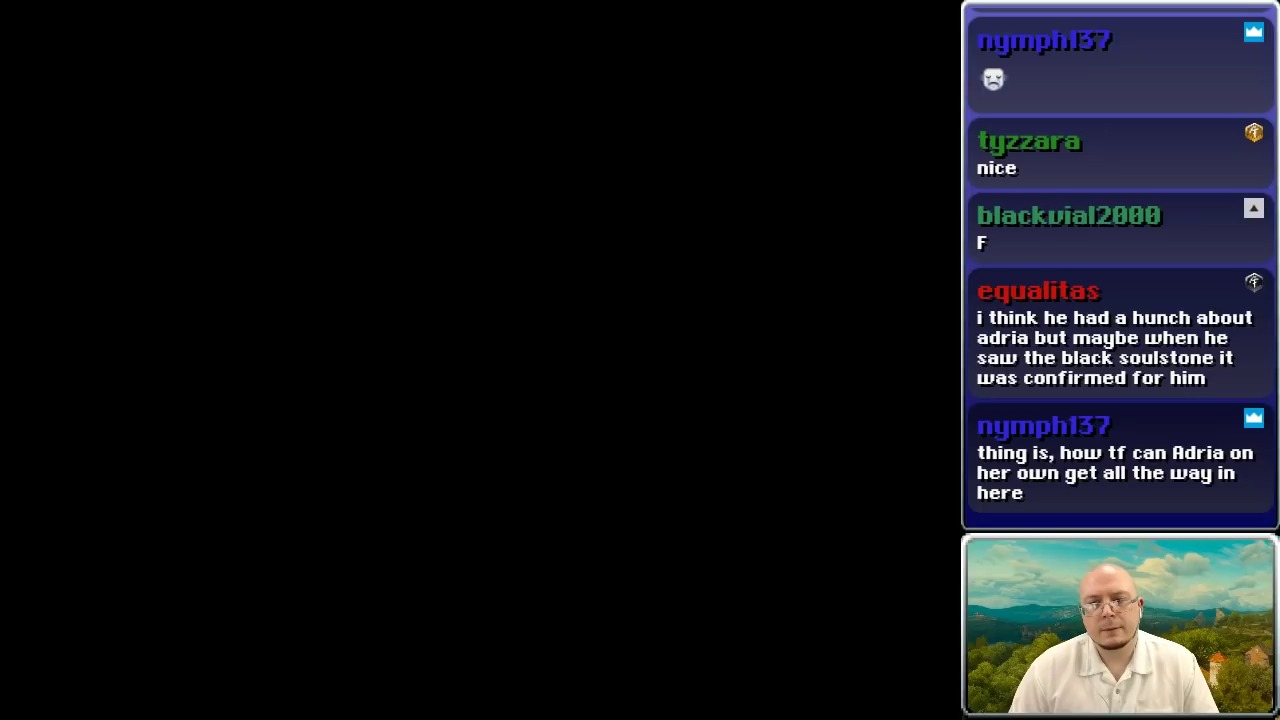 nymph137
tyzzara
nice
blackvial2000
F
equalitas
i think he had a hunch about
adria but maybe when he
saw the black soulstone it
was confirmed for him
nymph137
thing is, how tf can Adria on
her own get all the way in
here